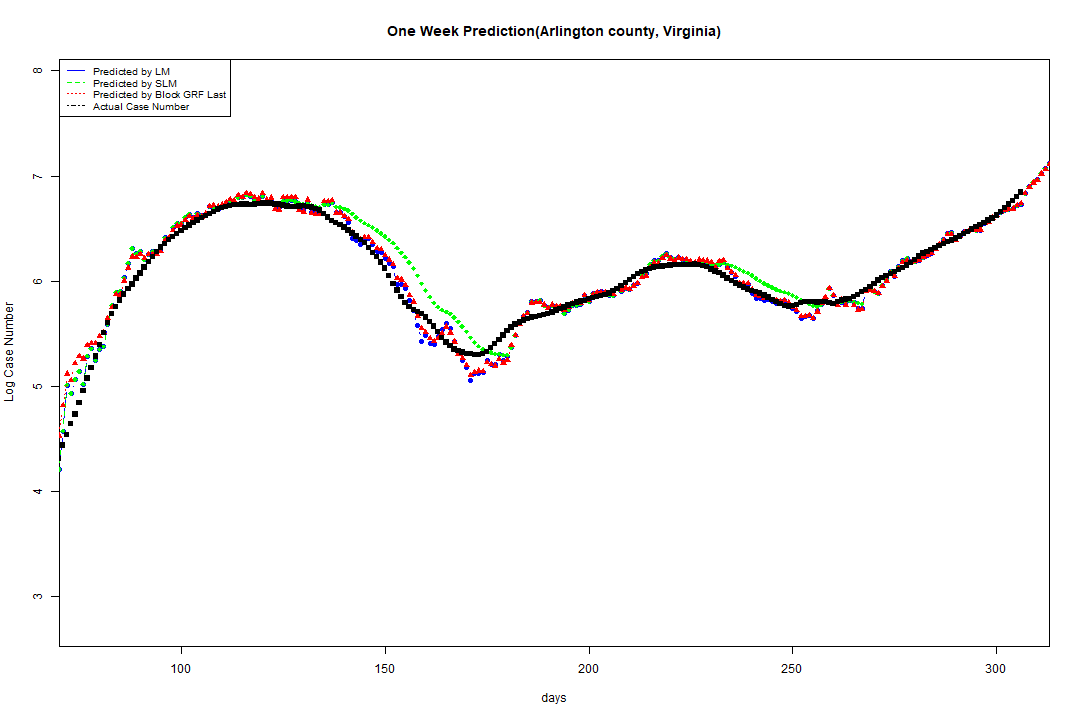 One Week Prediction(Arlington county, Virginia)
Predicted by LM
Predicted by SLM
Predicted by Block GRF Last
Actual Case Number
Log Case Number
8
7
6
5
4
3
100 150 200 250 300
days